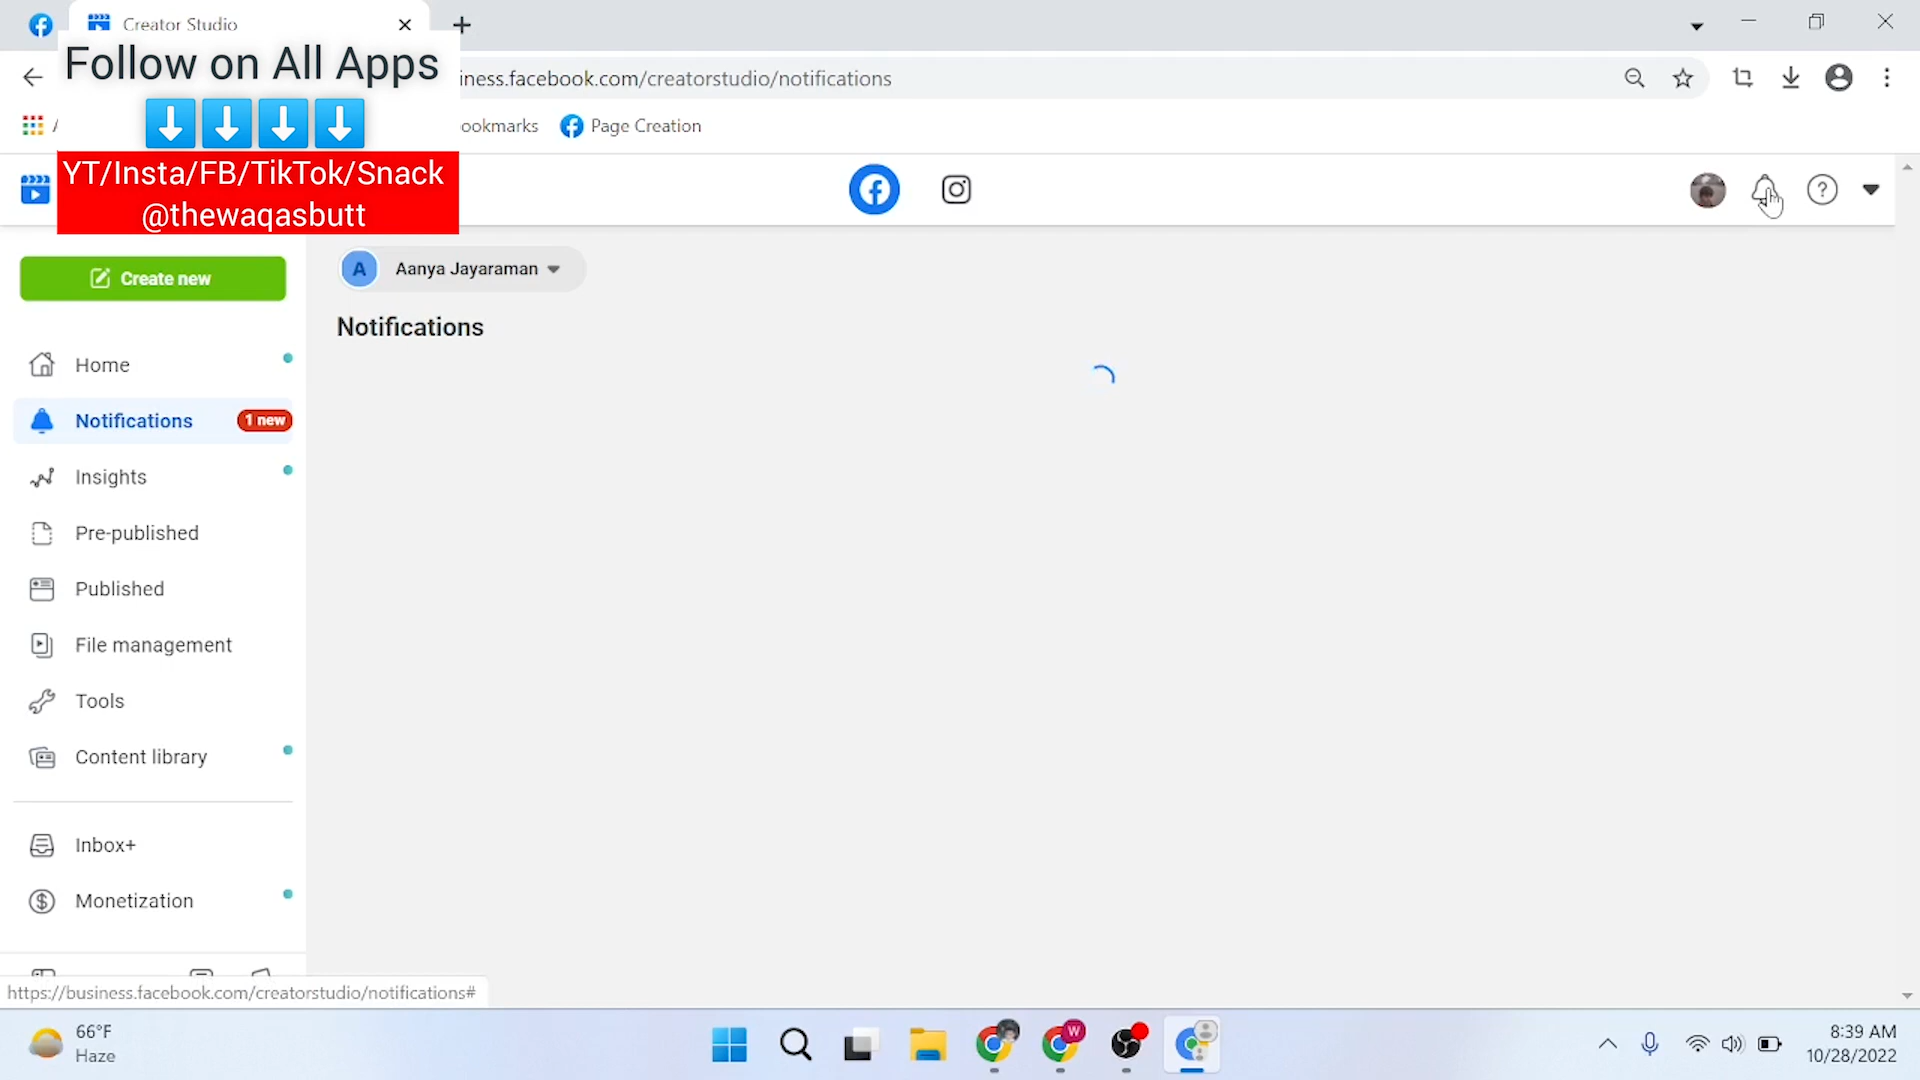 Creator Studio
Follow on All Apps
iness.facebook.com/creatorstudio/notifications
ookmarks
Page Creation
YT/Insta/FB/TikTok/Snack
@thewaqasbutt
Create new
A
Aanya Jayaraman
Notifications
Home
Notifications
1 new
Insights
Pre-published
Published
File management
Tools
Content library
Inbox+
Monetization
https://business.facebook.com/creatorstudio/notifications#
66°F
Haze
W
8:39 AM
10/28/2022